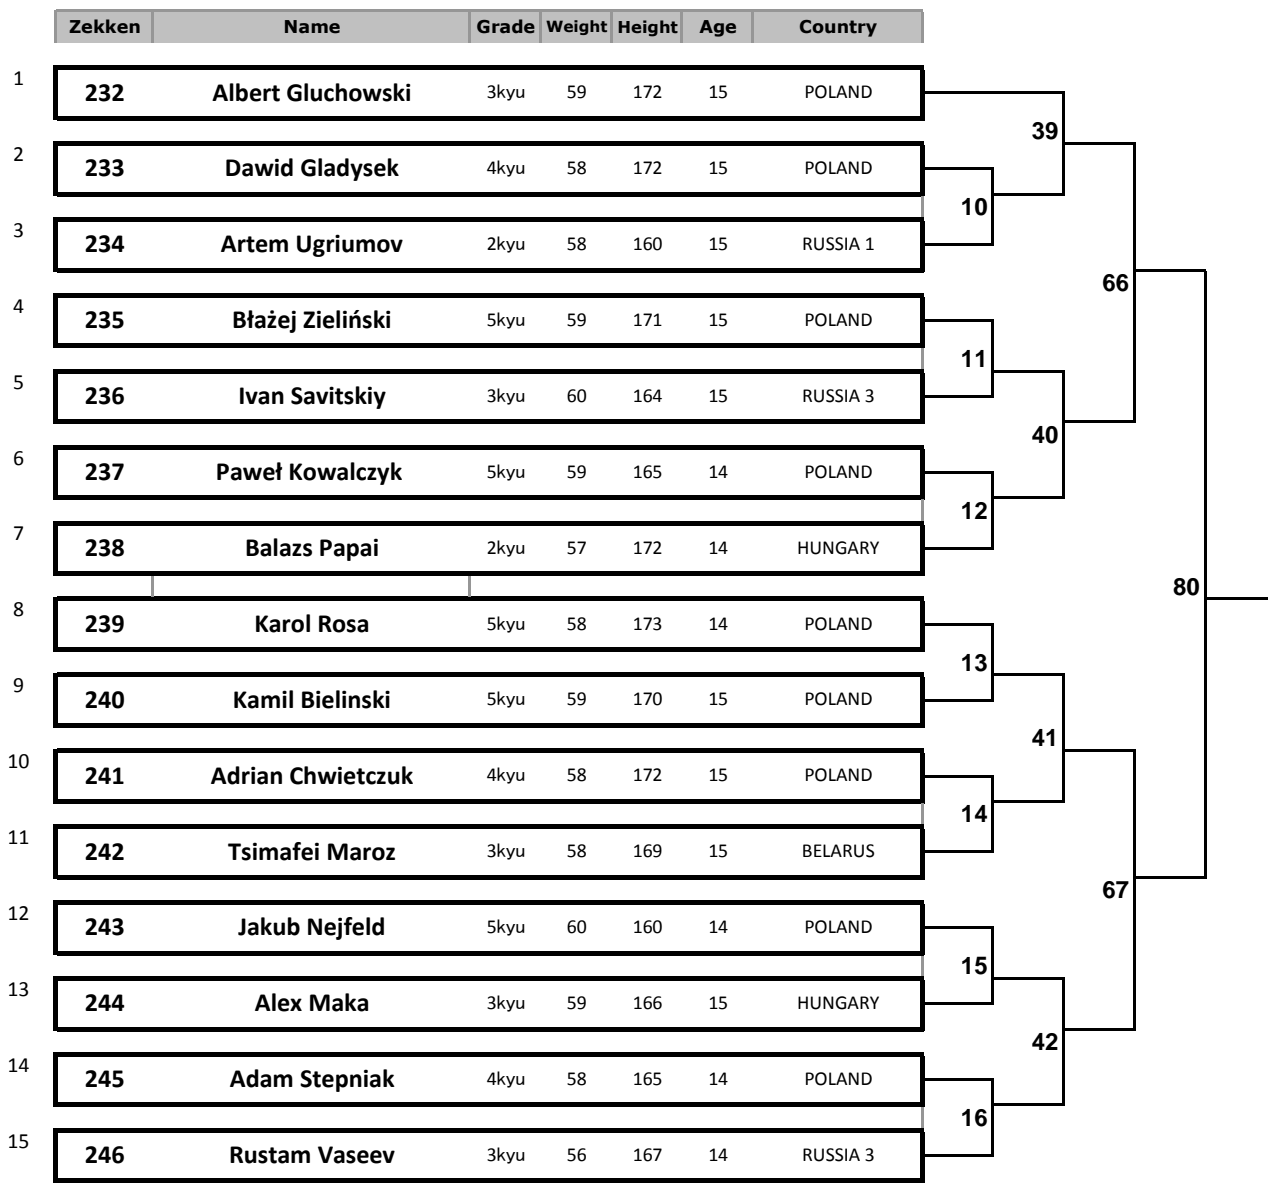 Zekken Name Grade Weight Height Age Country
1 232 Albert Gluchowski 3kyu 59 172 15 POLAND
39
2 233 Dawid Gladysek 4kyu 58 172 15 POLAND
10
3 234 Artem Ugriumov 2kyu 58 160 15 RUSSIA 1
66
4 235 Błażej Zieliński 5kyu 59 171 15 POLAND
11
5 236 Ivan Savitskiy 3kyu 60 164 15 RUSSIA 3
40
6 237 Paweł Kowalczyk 5kyu 59 165 14 POLAND
12
7 238 Balazs Papai 2kyu 57 172 14 HUNGARY
80
8 239 Karol Rosa 5kyu 58 173 14 POLAND
13
9 240 Kamil Bielinski 5kyu 59 170 15 POLAND
41
10 241 Adrian Chwietczuk 4kyu 58 172 15 POLAND
14
11 242 Tsimafei Maroz 3kyu 58 169 15 BELARUS
67
12 243 Jakub Nejfeld 5kyu 60 160 14 POLAND
15
13 244 Alex Maka 3kyu 59 166 15 HUNGARY
42
14 245 Adam Stepniak 4kyu 58 165 14 POLAND
16
15 246 Rustam Vaseev 3kyu 56 167 14 RUSSIA 3